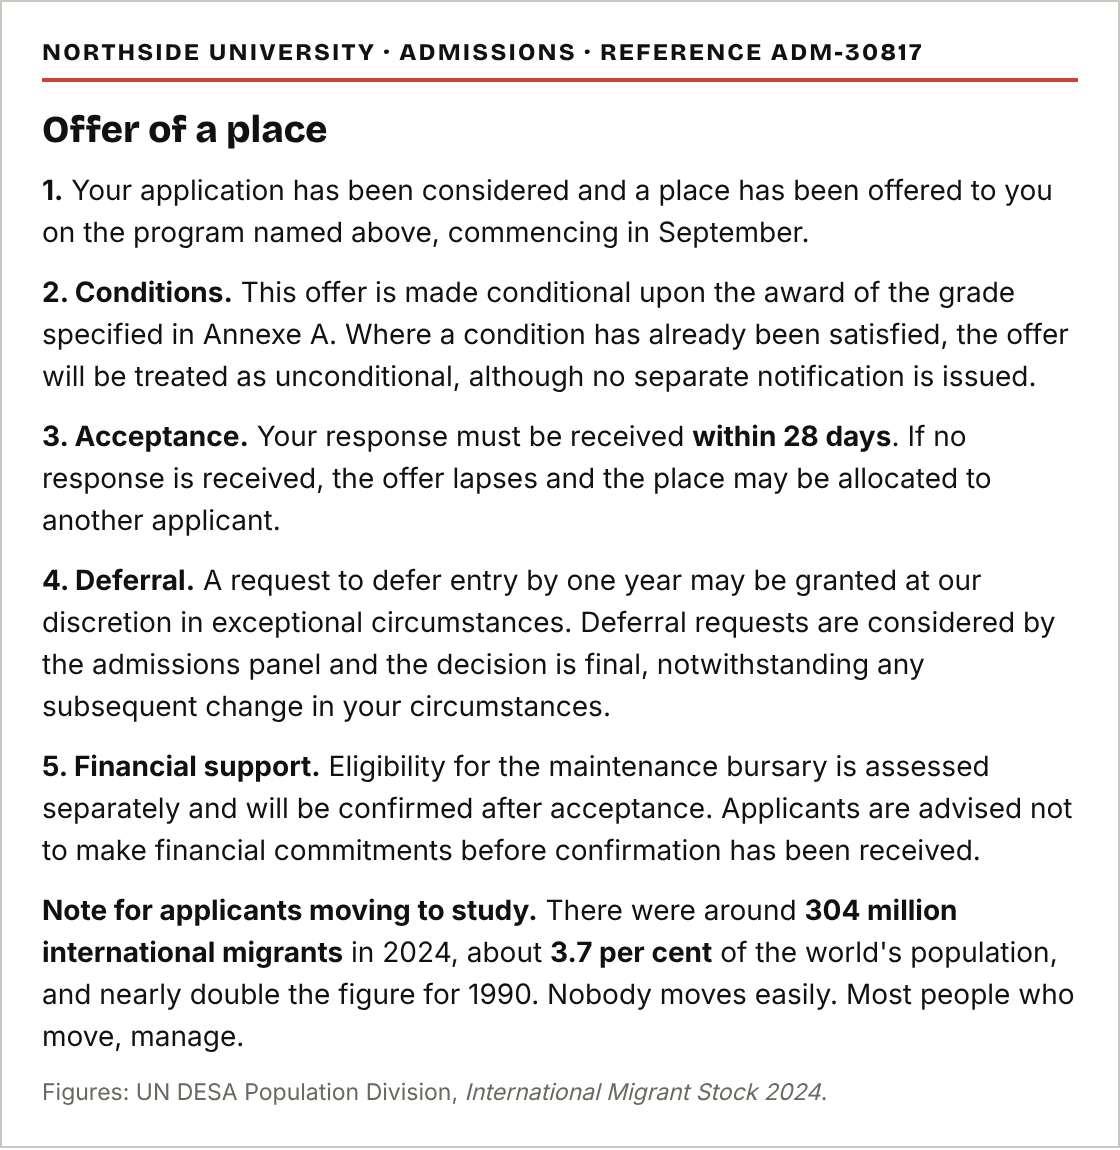 NORTHSIDE UNIVERSITY · ADMISSIONS · REFERENCE ADM-30817
Offer of a place
1. Your application has been considered and a place has been offered to you
on the program named above, commencing in September.
2. Conditions. This offer is made conditional upon the award of the grade
specified in Annexe A. Where a condition has already been satisfied, the offer
will be treated as unconditional, although no separate notification is issued.
3. Acceptance. Your response must be received within 28 days. If no
response is received, the offer lapses and the place may be allocated to
another applicant.
4. Deferral. A request to defer entry by one year may be granted at our
discretion in exceptional circumstances. Deferral requests are considered by
the admissions panel and the decision is final, notwithstanding any
subsequent change in your circumstances.
5. Financial support. Eligibility for the maintenance bursary is assessed
separately and will be confirmed after acceptance. Applicants are advised not
to make financial commitments before confirmation has been received.
Note for applicants moving to study. There were around 304 million
international migrants in 2024, about 3.7 per cent of the world's population,
and nearly double the figure for 1990. Nobody moves easily. Most people who
move, manage.
Figures: UN DESA Population Division, International Migrant Stock 2024.